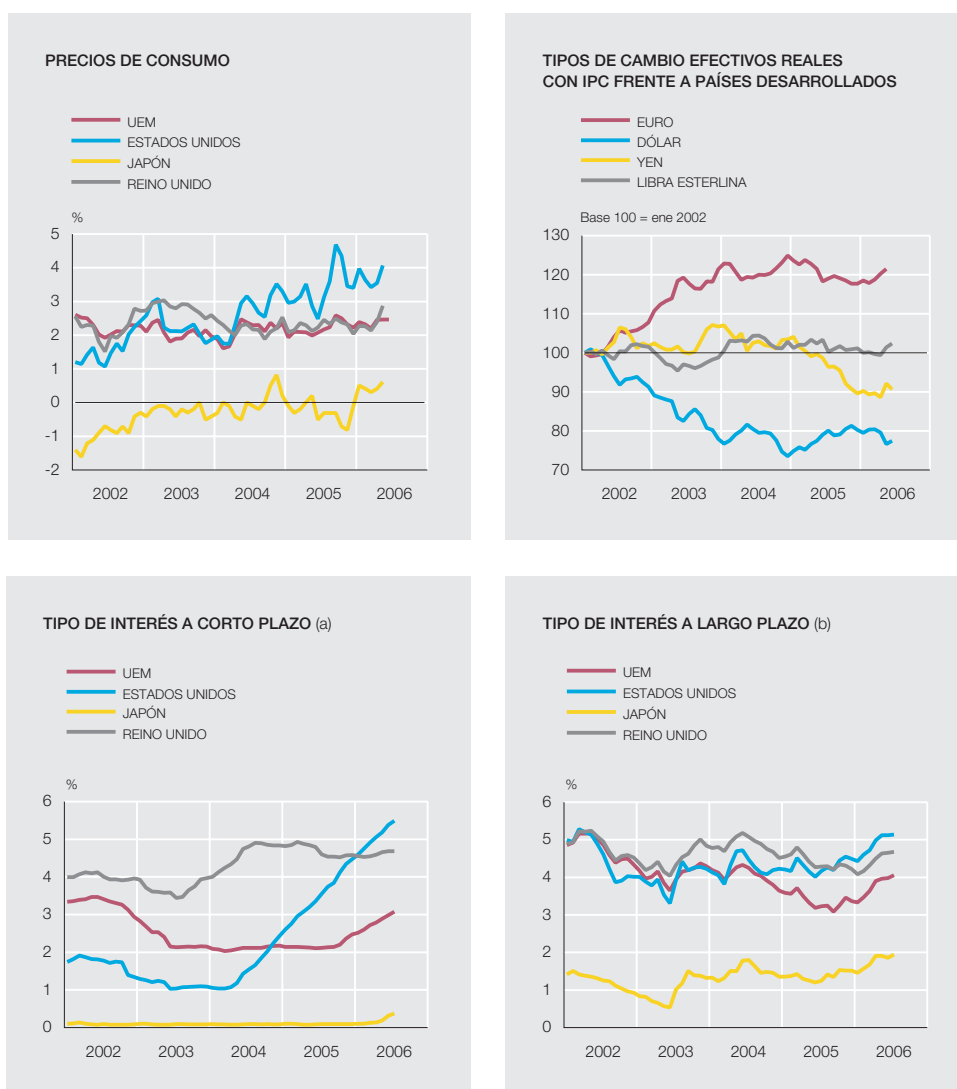 PRECIOS DE CONSUMO
UEM
ESTADOS UNIDOS
JAPÓN
REINO UNIDO
%
5
4
3
2
1
0
-1
-2
2002 2003 2004 2005 2006
TIPOS DE CAMBIO EFECTIVOS REALES
CON IPC FRENTE A PAÍSES DESARROLLADOS
EURO
DÓLAR
YEN
LIBRA ESTERLINA
Base 100 = ene 2002
130
120
110
100
90
80
70
2002 2003 2004 2005 2006
TIPO DE INTERÉS A CORTO PLAZO (a)
UEM
ESTADOS UNIDOS
JAPÓN
REINO UNIDO
%
6
5
4
3
2
1
0
2002 2003 2004 2005 2006
TIPO DE INTERÉS A LARGO PLAZO (b)
UEM
ESTADOS UNIDOS
JAPÓN
REINO UNIDO
%
6
5
4
3
2
1
0
2002 2003 2004 2005 2006